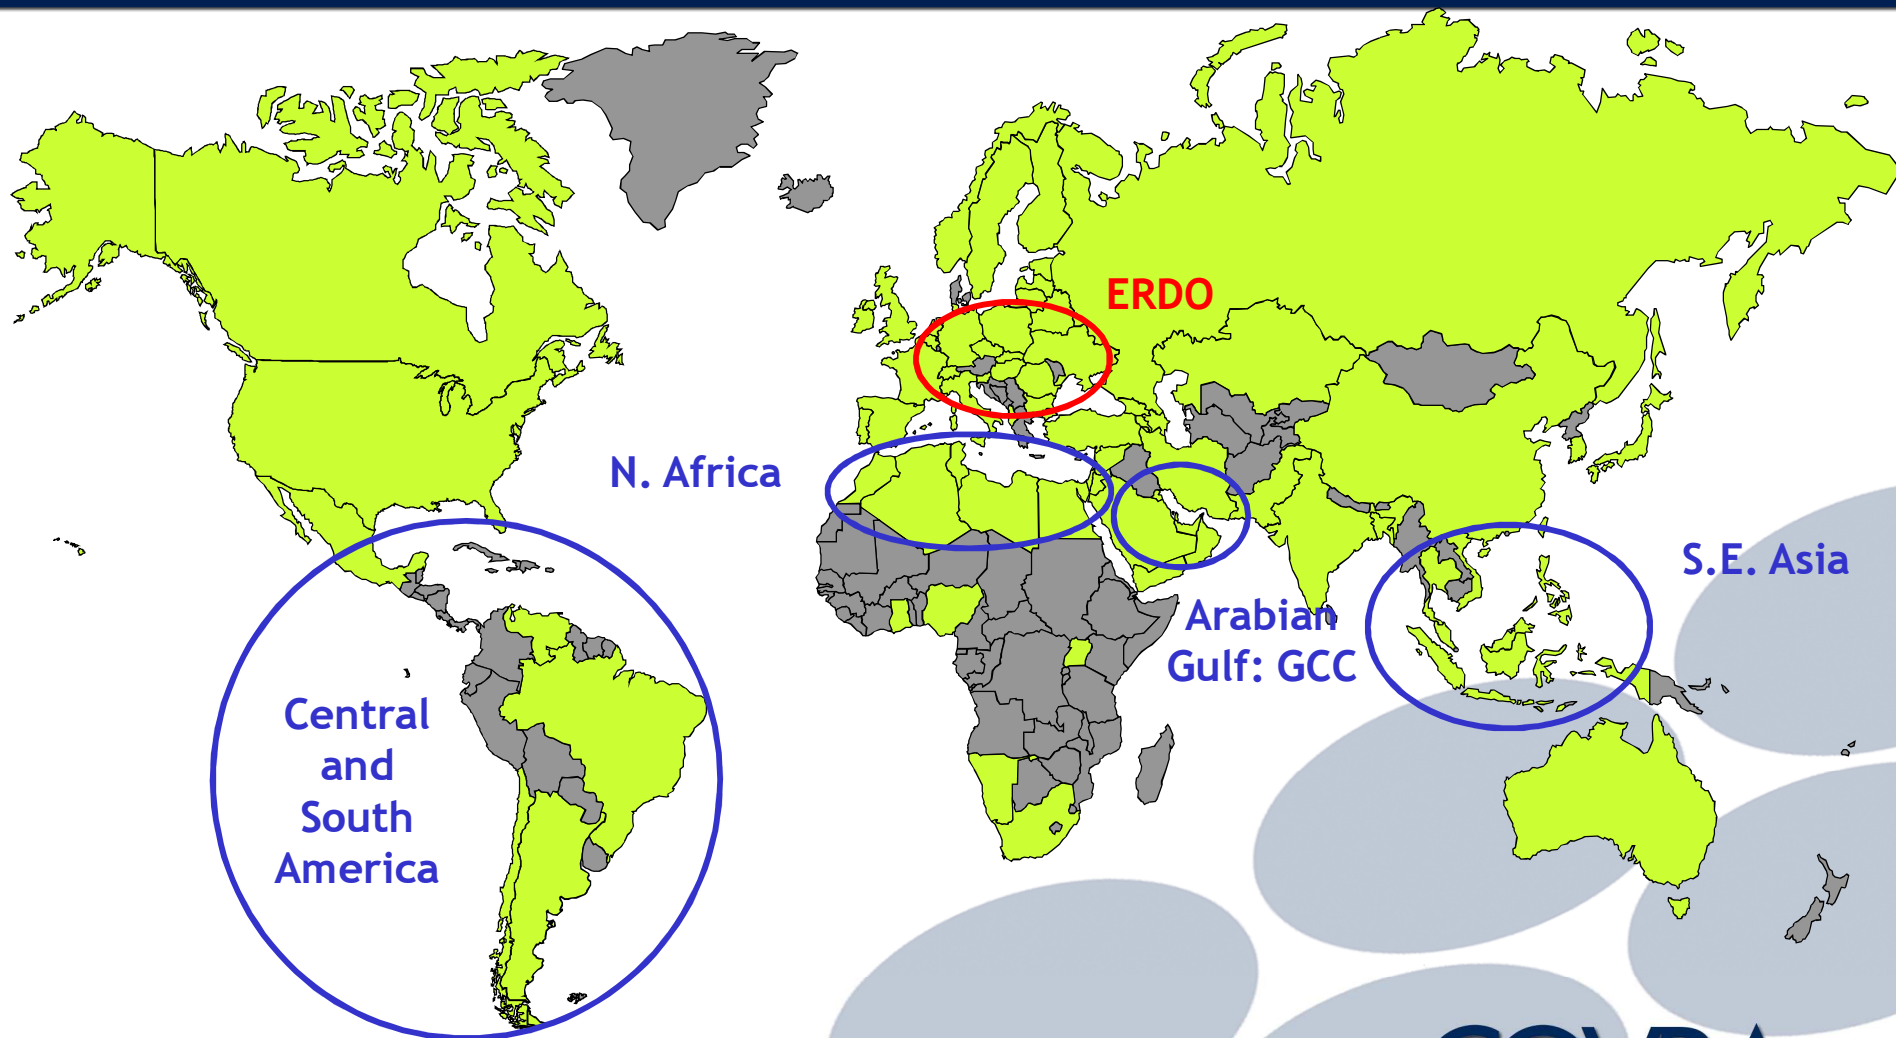 ERDO
N. Africa
S.E. Asia
Arabian
Gulf: GCC
Central
and
South
America